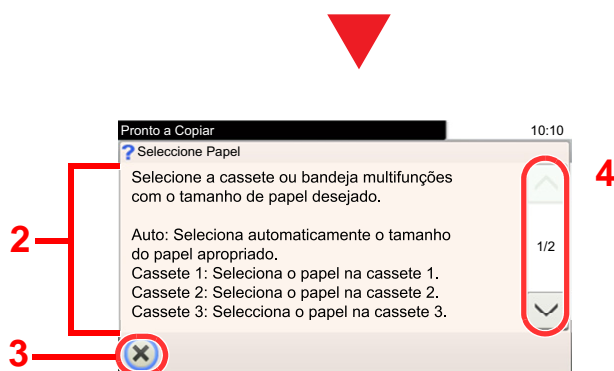 Pronto a Copiar 10:10
? Seleccione Papel
Selecione a cassete ou bandeja multifunções
com o tamanho de papel desejado.
Auto: Seleciona automaticamente o tamanho
do papel apropriado.
Cassete 1: Seleciona o papel na cassete 1.
Cassete 2: Seleciona o papel na cassete 2.
Cassete 3: Selecciona o papel na cassete 3.
1/2
2
3
4